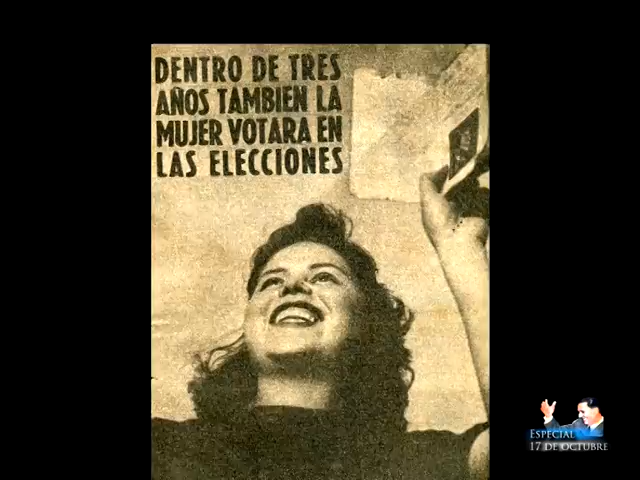 DENTRO DE TRES
AÑOS TAMBIEN LA
MUJER VOTARA EN
LAS ELECCIONES
ESPECIAL
17 DE OCTUBRE